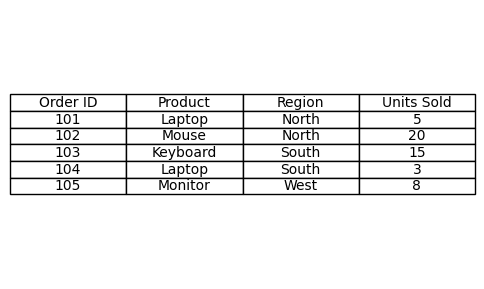 Order ID Product Region Units Sold
101 Laptop North 5
102 Mouse North 20
103 Keyboard South 15
104 Laptop South 3
105 Monitor West 8